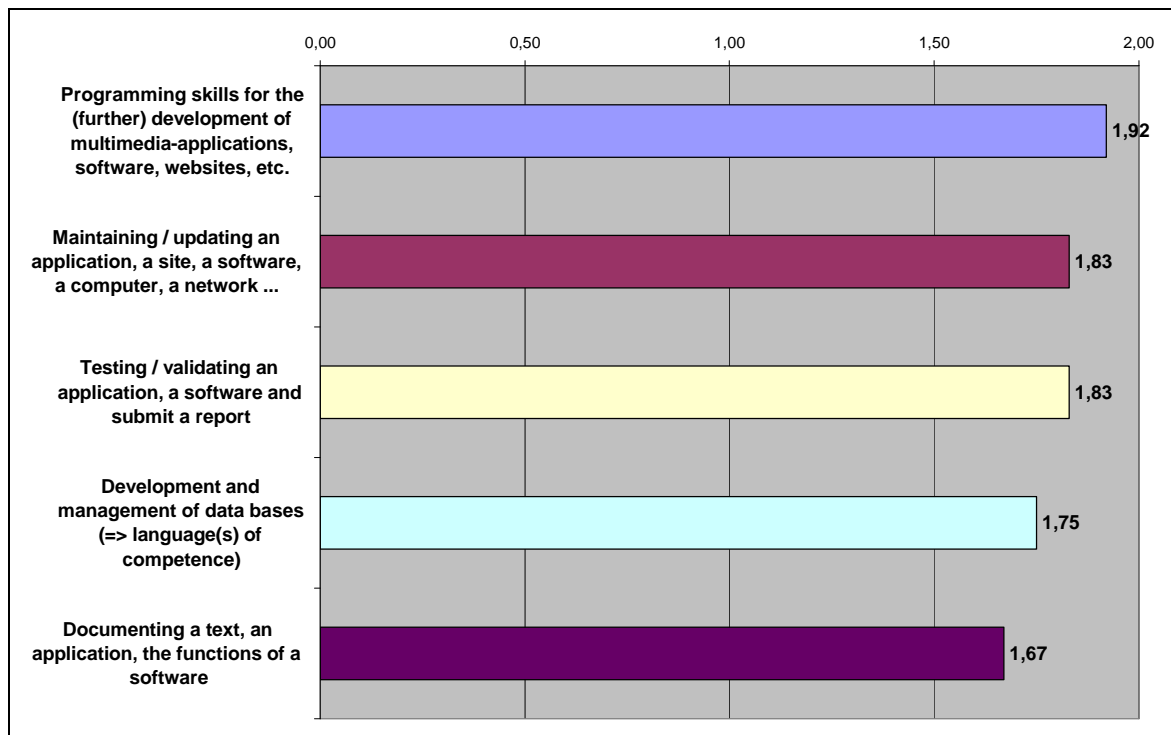 0,00 0,50 1,00 1,50 2,00
Programming skills for the
(further) development of
multimedia-applications,
software, websites, etc.
1,92
Maintaining / updating an
application, a site, a software,
a computer, a network ...
1,83
Testing / validating an
application, a software and
submit a report
1,83
Development and
management of data bases
(=> language(s) of
competence)
1,75
Documenting a text, an
application, the functions of a
software
1,67